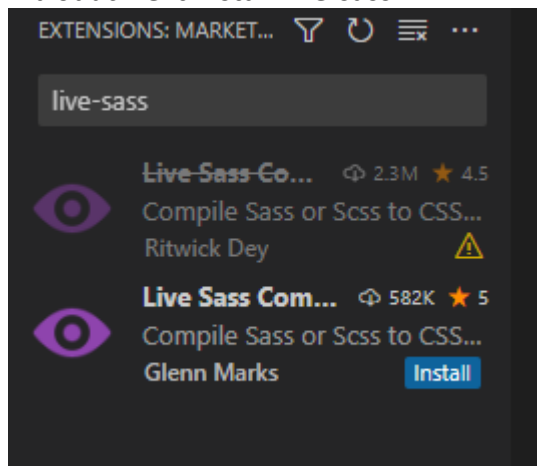 EXTENSIONS: MARKET...
live-sass
Live Sass Co... 2.3M ★ 4.5
Compile Sass or Scss to CSS...
Ritwick Dey
Live Sass Com... 582K ★ 5
Compile Sass or Scss to CSS...
Glenn Marks Install